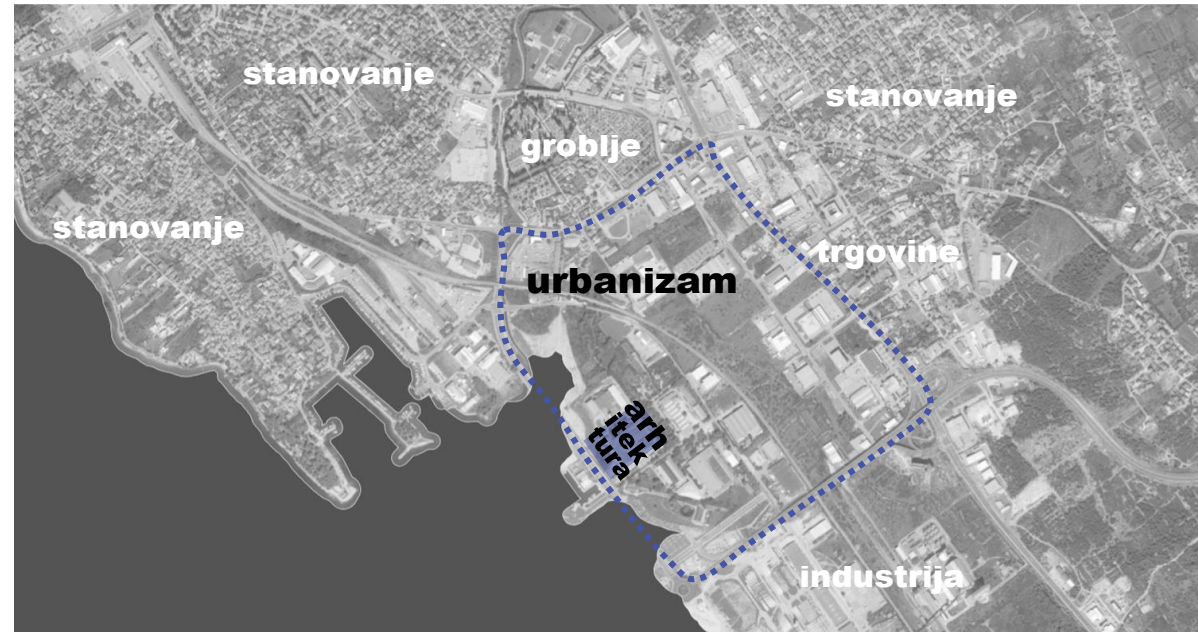 stanovanje
stanovanje
groblje
stanovanje
trgovine
urbanizam
arh
itek
tura
industrija